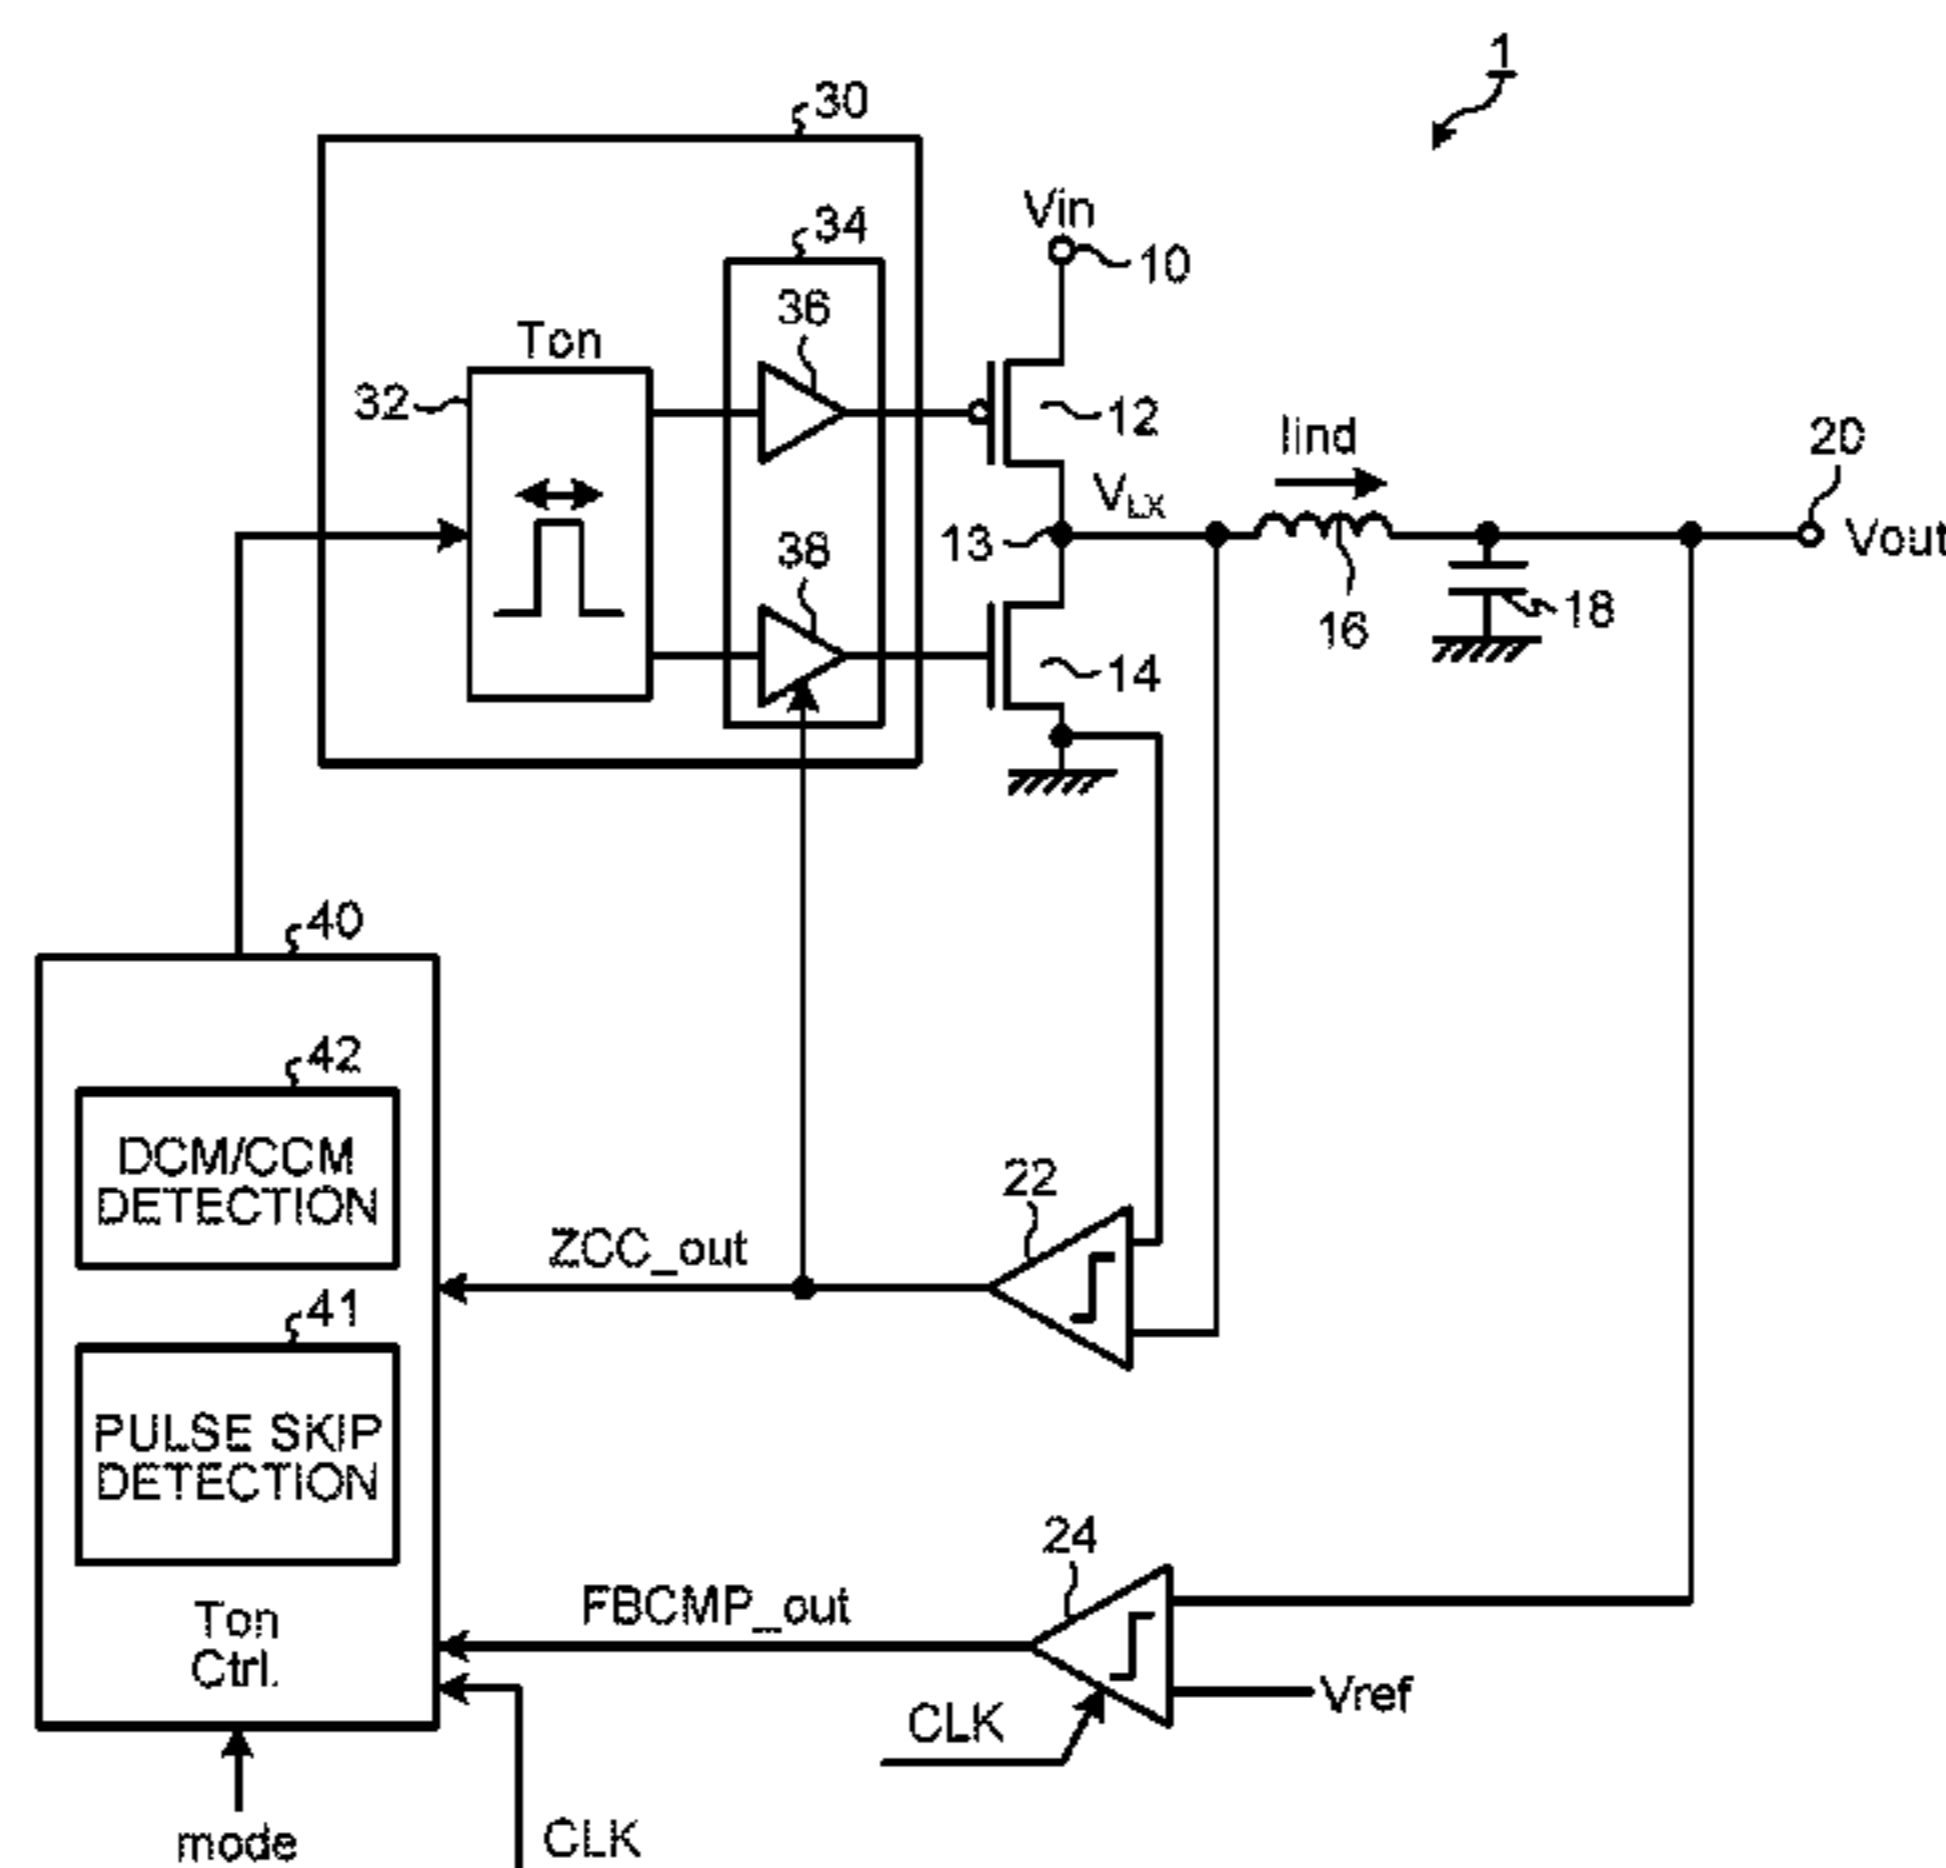 1
30
Vin
34
10
36
Ton
32
12
Iind
20
VLX
13
Vout
38
16
18
14
40
42
DCM/CCM
DETECTION
22
ZCC_out
41
PULSE SKIP
DETECTION
24
FBCMP_out
Ton
Ctrl.
Vref
CLK
mode
CLK